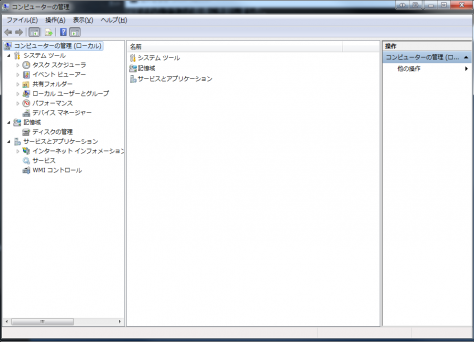 コンピューターの管理
ファイル(F) 操作(A) 表示(V) ヘルプ(H)
コンピューターの管理 (ローカル)
システム ツール
タスク スケジューラ
イベント ビューアー
共有フォルダー
ローカル ユーザーとグループ
パフォーマンス
デバイス マネージャー
記憶域
ディスクの管理
サービスとアプリケーション
インターネット インフォメーション
サービス
WMI コントロール
名前
システム ツール
記憶域
サービスとアプリケーション
操作
コンピューターの管理 (ロ...
他の操作